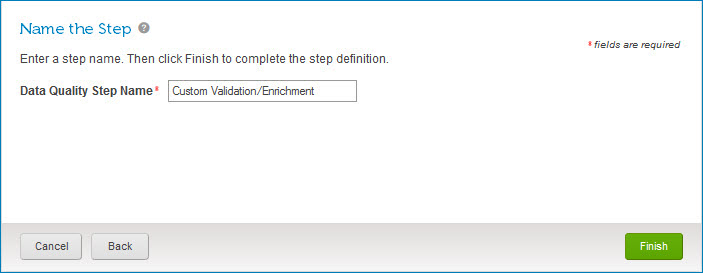 Name the Step ?
* fields are required
Enter a step name. Then click Finish to complete the step definition.
Data Quality Step Name * Custom Validation/Enrichment
Cancel Back Finish